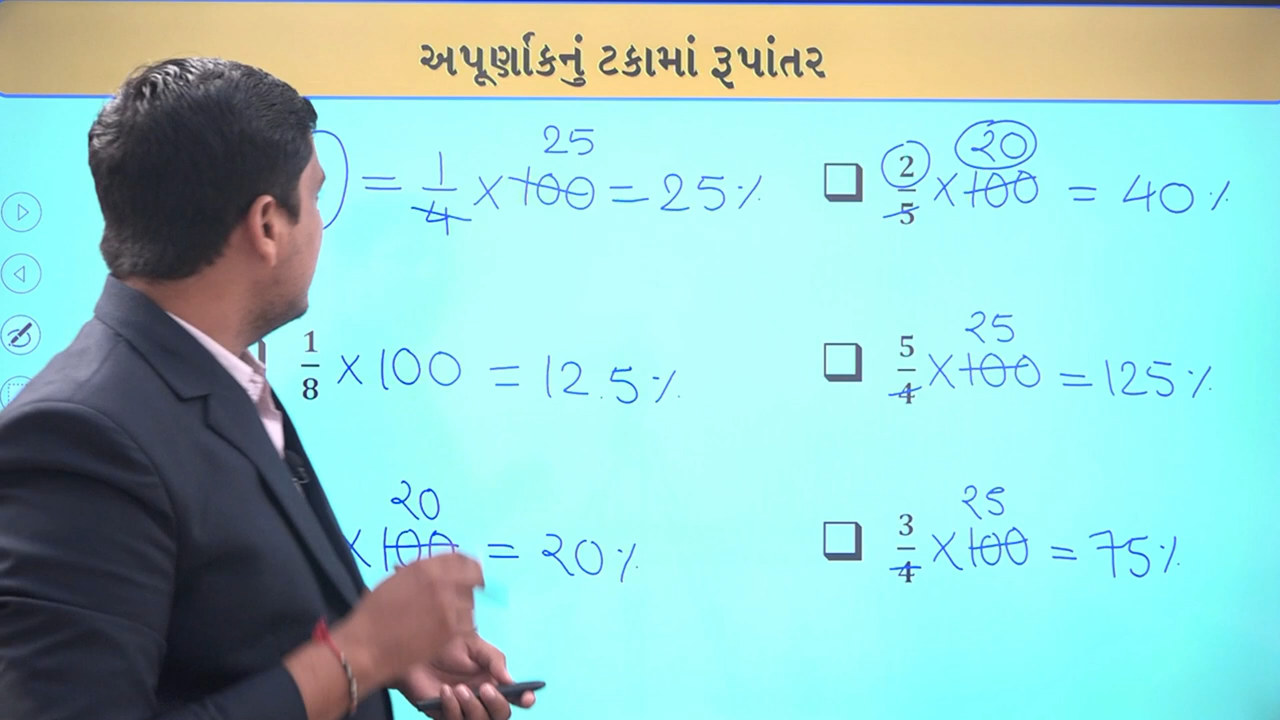 અપૂર્ણાંકનું ટકામાં રૂપાંતર
= 1/4 × 100 25 = 25%
2/5 × 100 20 = 40%
1/8 × 100 = 12.5%
5/4 × 100 25 = 125%
× 100 20 = 20%
3/4 × 100 25 = 75%